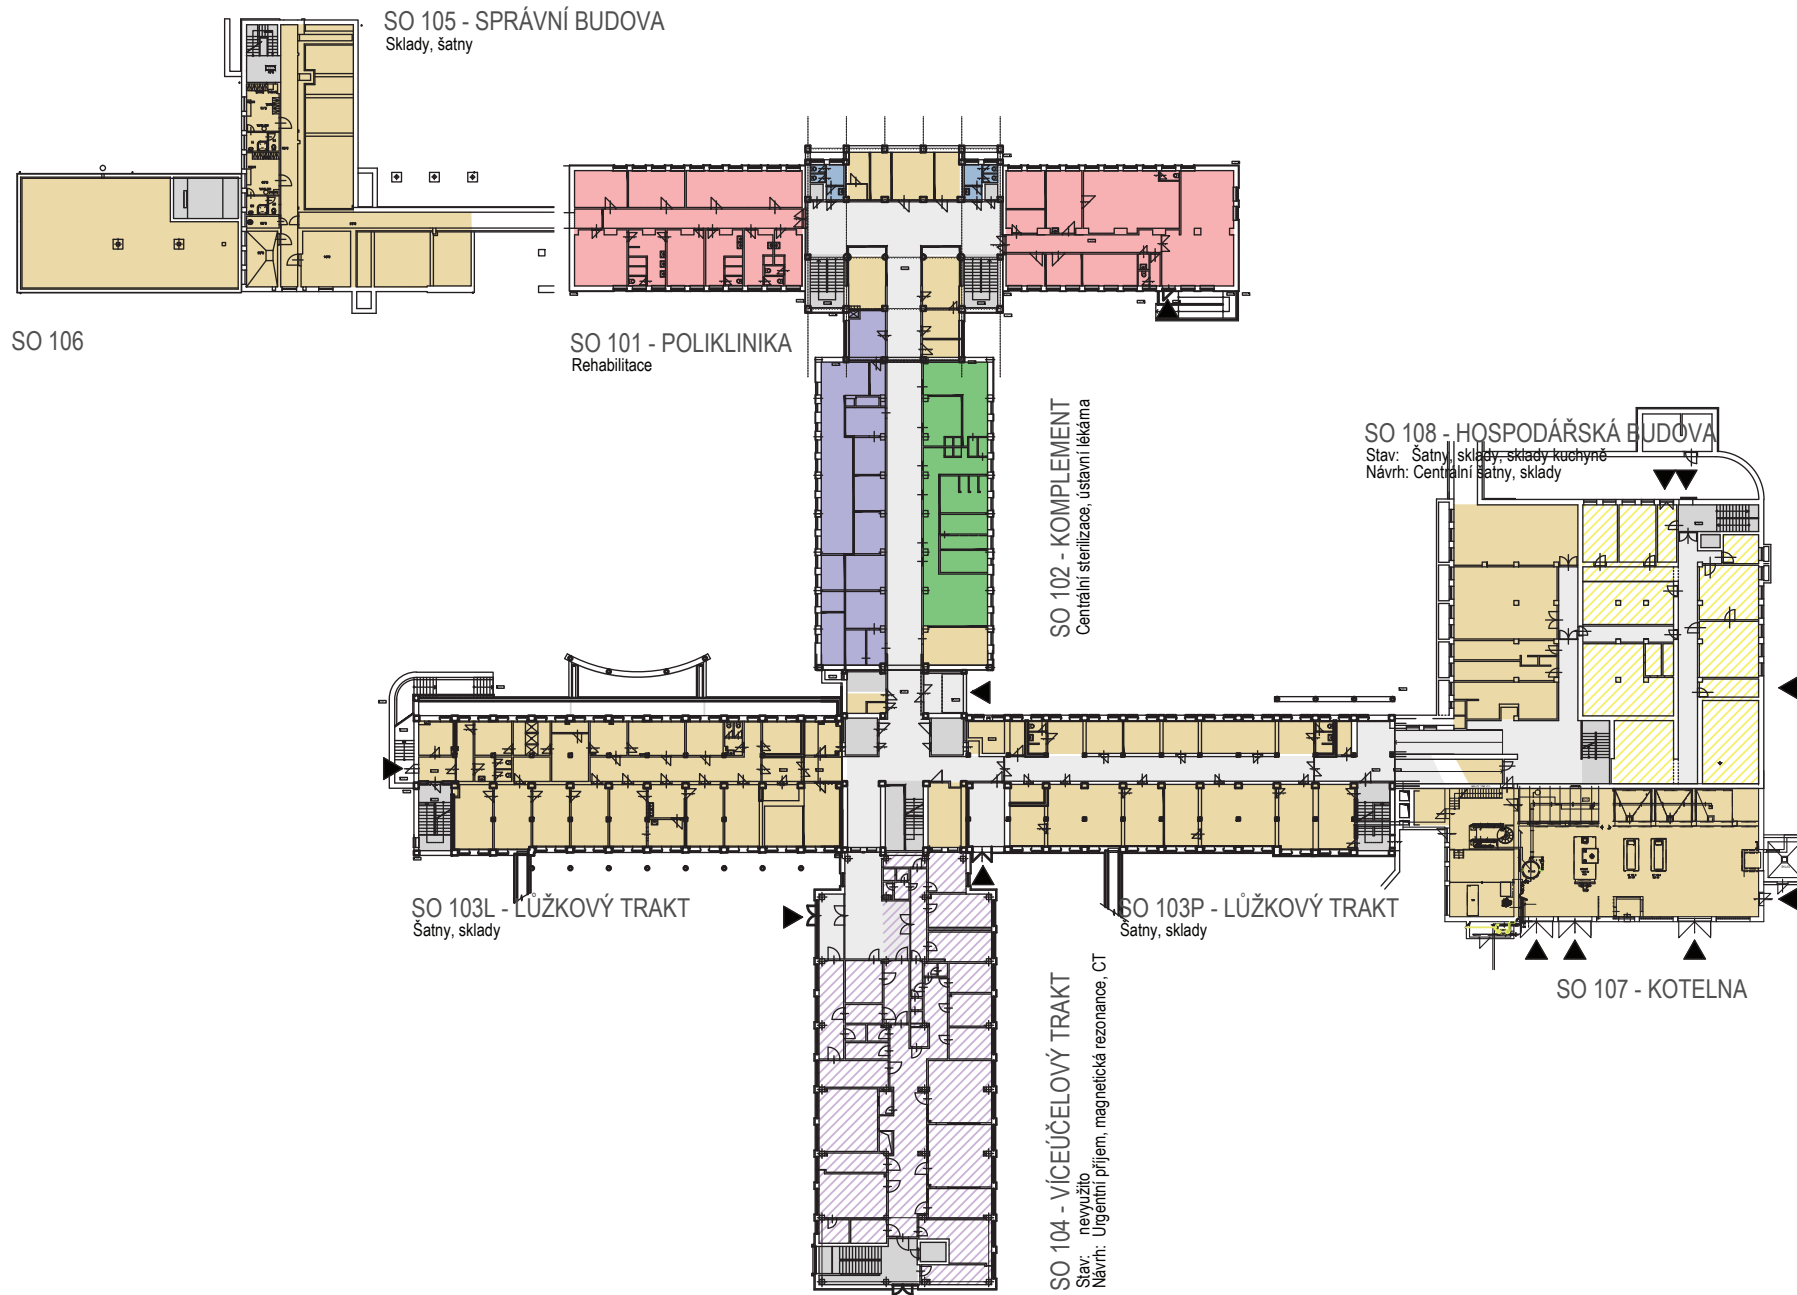 SO 105 - SPRÁVNÍ BUDOVA
Sklady, šatny
SO 106
SO 101 - POLIKLINIKA
Rehabilitace
SO 102 - KOMPLEMENT
Centrální sterilizace, ústavní lékárna
SO 108 - HOSPODÁŘSKÁ BUDOVA
Stav: Šatny, sklady, sklady kuchyně
Návrh: Centrální šatny, sklady
SO 103L - LŮŽKOVÝ TRAKT
Šatny, sklady
SO 103P - LŮŽKOVÝ TRAKT
Šatny, sklady
SO 107 - KOTELNA
SO 104 - VÍCEÚČELOVÝ TRAKT
Stav: nevyužito
Návrh: Urgentní příjem, magnetická rezonance, CT